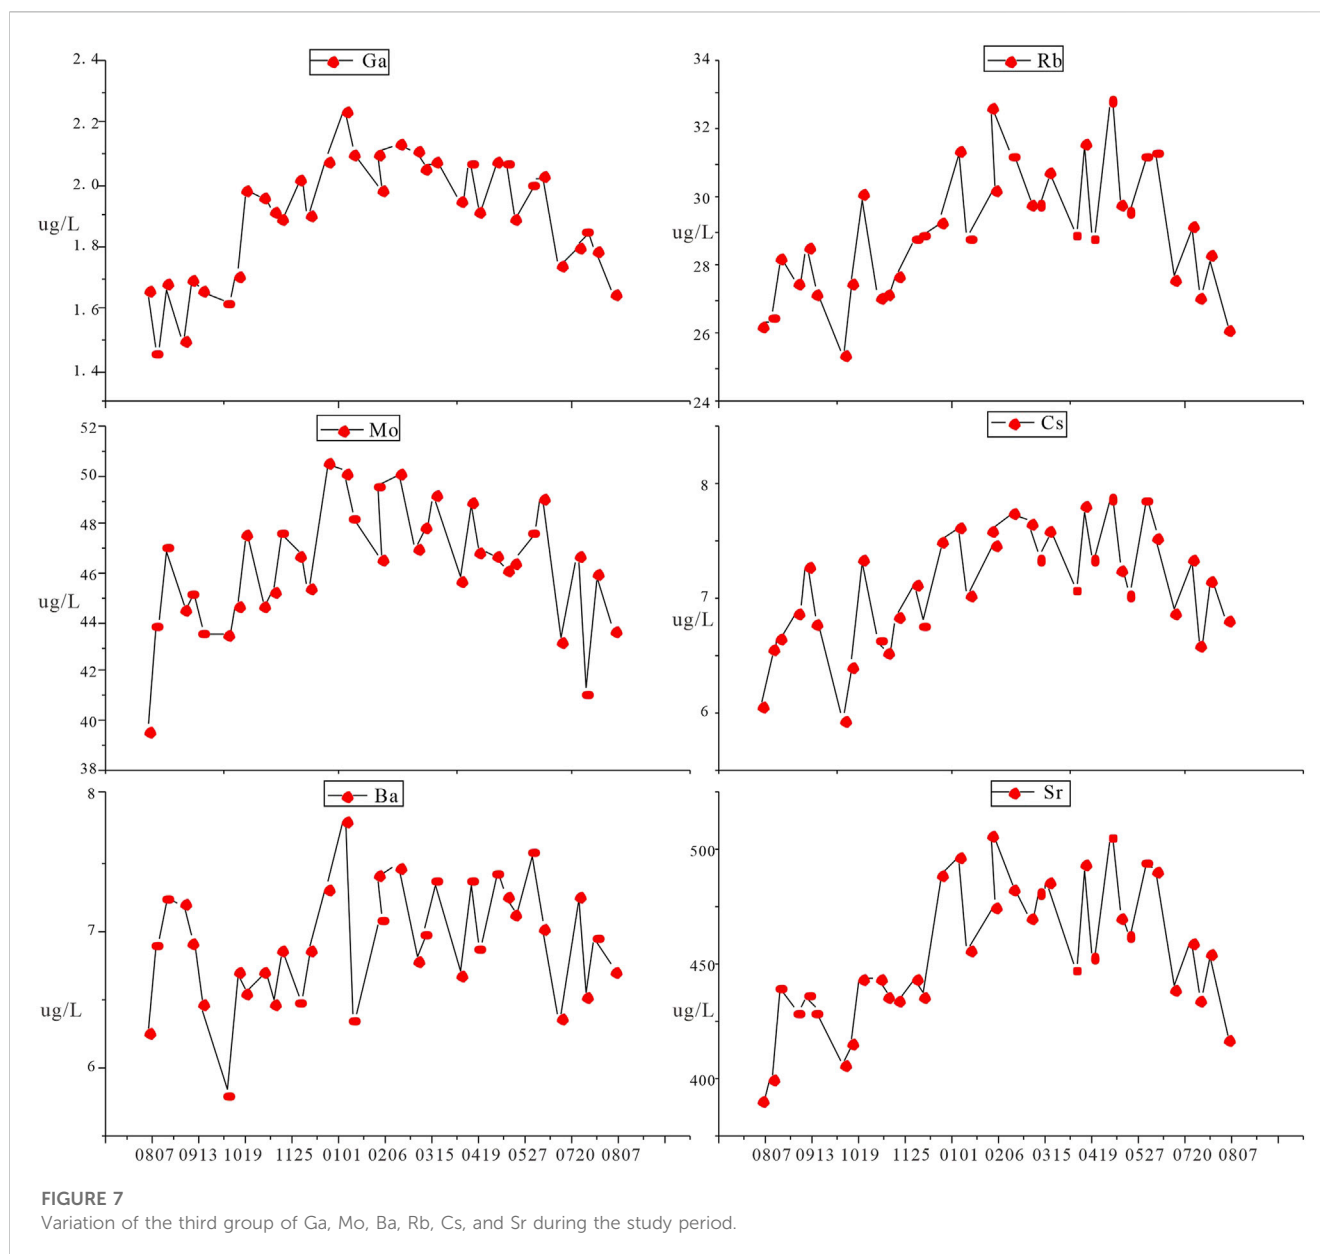 Ga
2.4
2.2
2.0
1.8
1.6
1.4
ug/L
Rb
34
32
30
28
26
24
ug/L
Mo
52
50
48
46
44
42
40
38
ug/L
Cs
8
7
6
ug/L
Ba
8
7
6
ug/L
0807 0913 1019 1125 0101 0206 0315 0419 0527 0720 0807
Sr
500
450
400
ug/L
0807 0913 1019 1125 0101 0206 0315 0419 0527 0720 0807
FIGURE 7
Variation of the third group of Ga, Mo, Ba, Rb, Cs, and Sr during the study period.